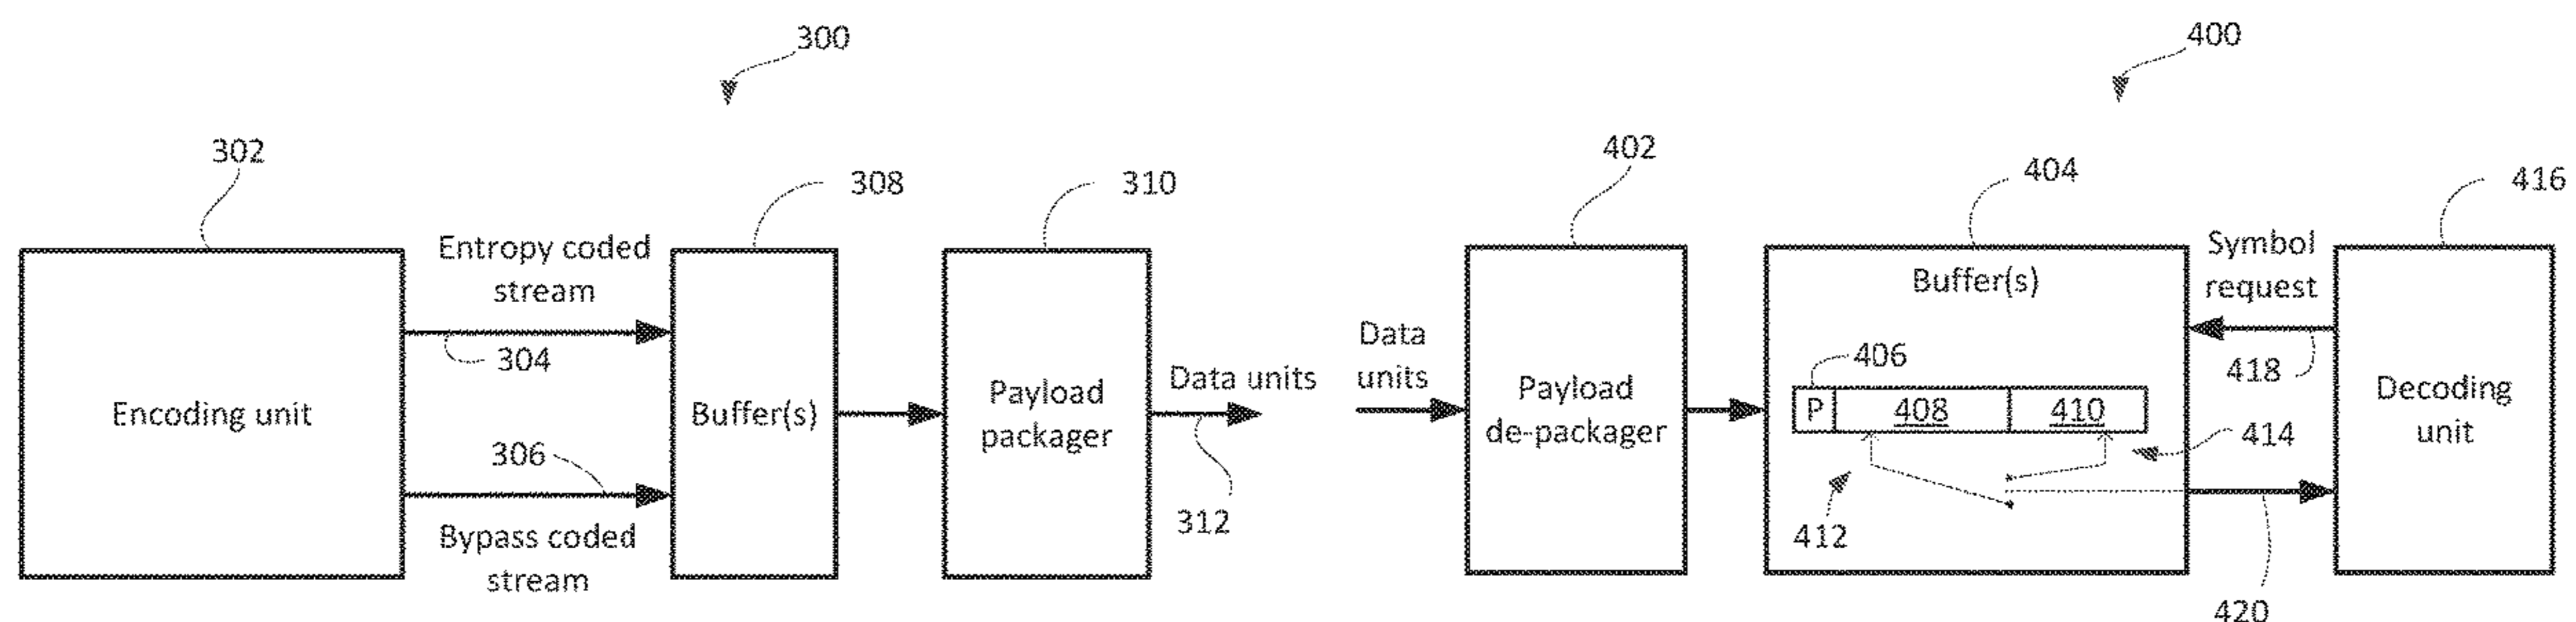 300
400
302
308
310
402
404
416
Entropy coded
stream
304
306
Bypass coded
stream
Encoding unit
Buffer(s)
Payload
packager
Data units
312
Data
units
Payload
de-packager
Buffer(s)
406
P
408
410
412
414
Symbol
request
418
420
Decoding
unit